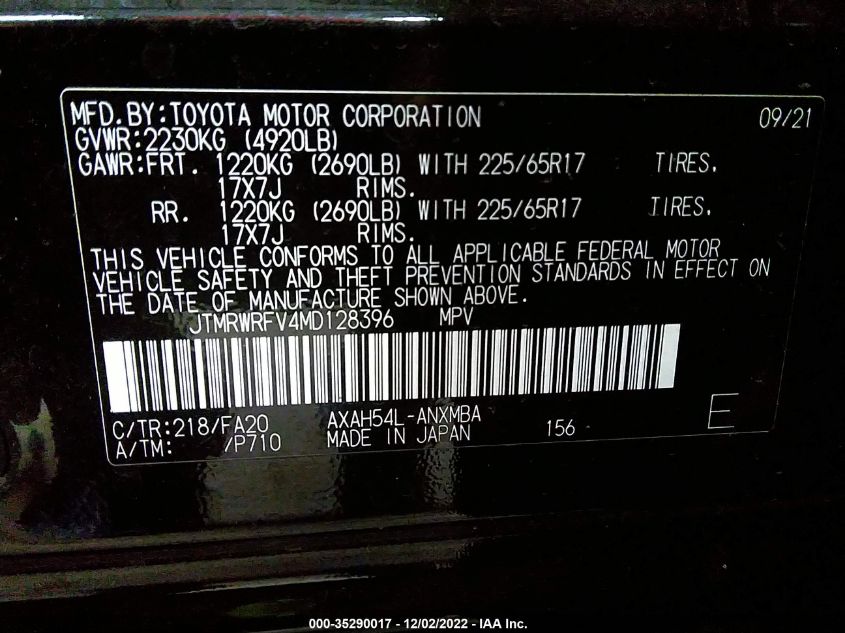 MFD.BY:TOYOTA MOTOR CORPORATION 09/21
GVWR:2230KG (4920LB)
GAWR:FRT. 1220KG (2690LB) WITH 225/65R17 TIRES.
17X7J RIMS.
RR. 1220KG (2690LB) WITH 225/65R17 TIRES.
17X7J RIMS.
THIS VEHICLE CONFORMS TO ALL APPLICABLE FEDERAL MOTOR
VEHICLE SAFETY AND THEFT PREVENTION STANDARDS IN EFFECT ON
THE DATE OF MANUFACTURE SHOWN ABOVE.
JTMRWRFV4MD128396 MPV
C/TR:218/FA20 AXAH54L-ANXMBA
A/TM: /P710 MADE IN JAPAN 156 E
000-35290017 - 12/02/2022 - IAA Inc.